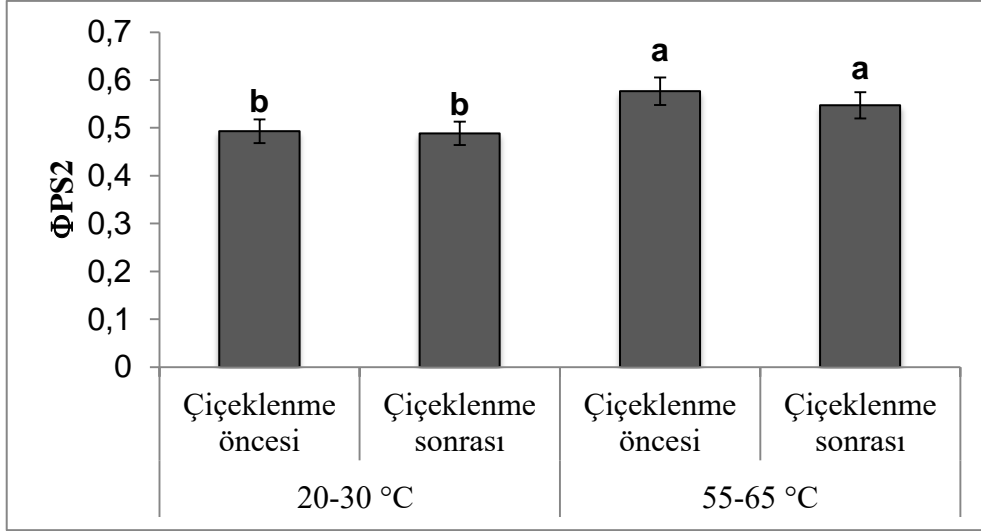 0,7
0,6
0,5
0,4
0,3
0,2
0,1
0
ΦPS2
b
b
a
a
Çiçeklenme öncesi
Çiçeklenme sonrası
Çiçeklenme öncesi
Çiçeklenme sonrası
20-30 °C
55-65 °C